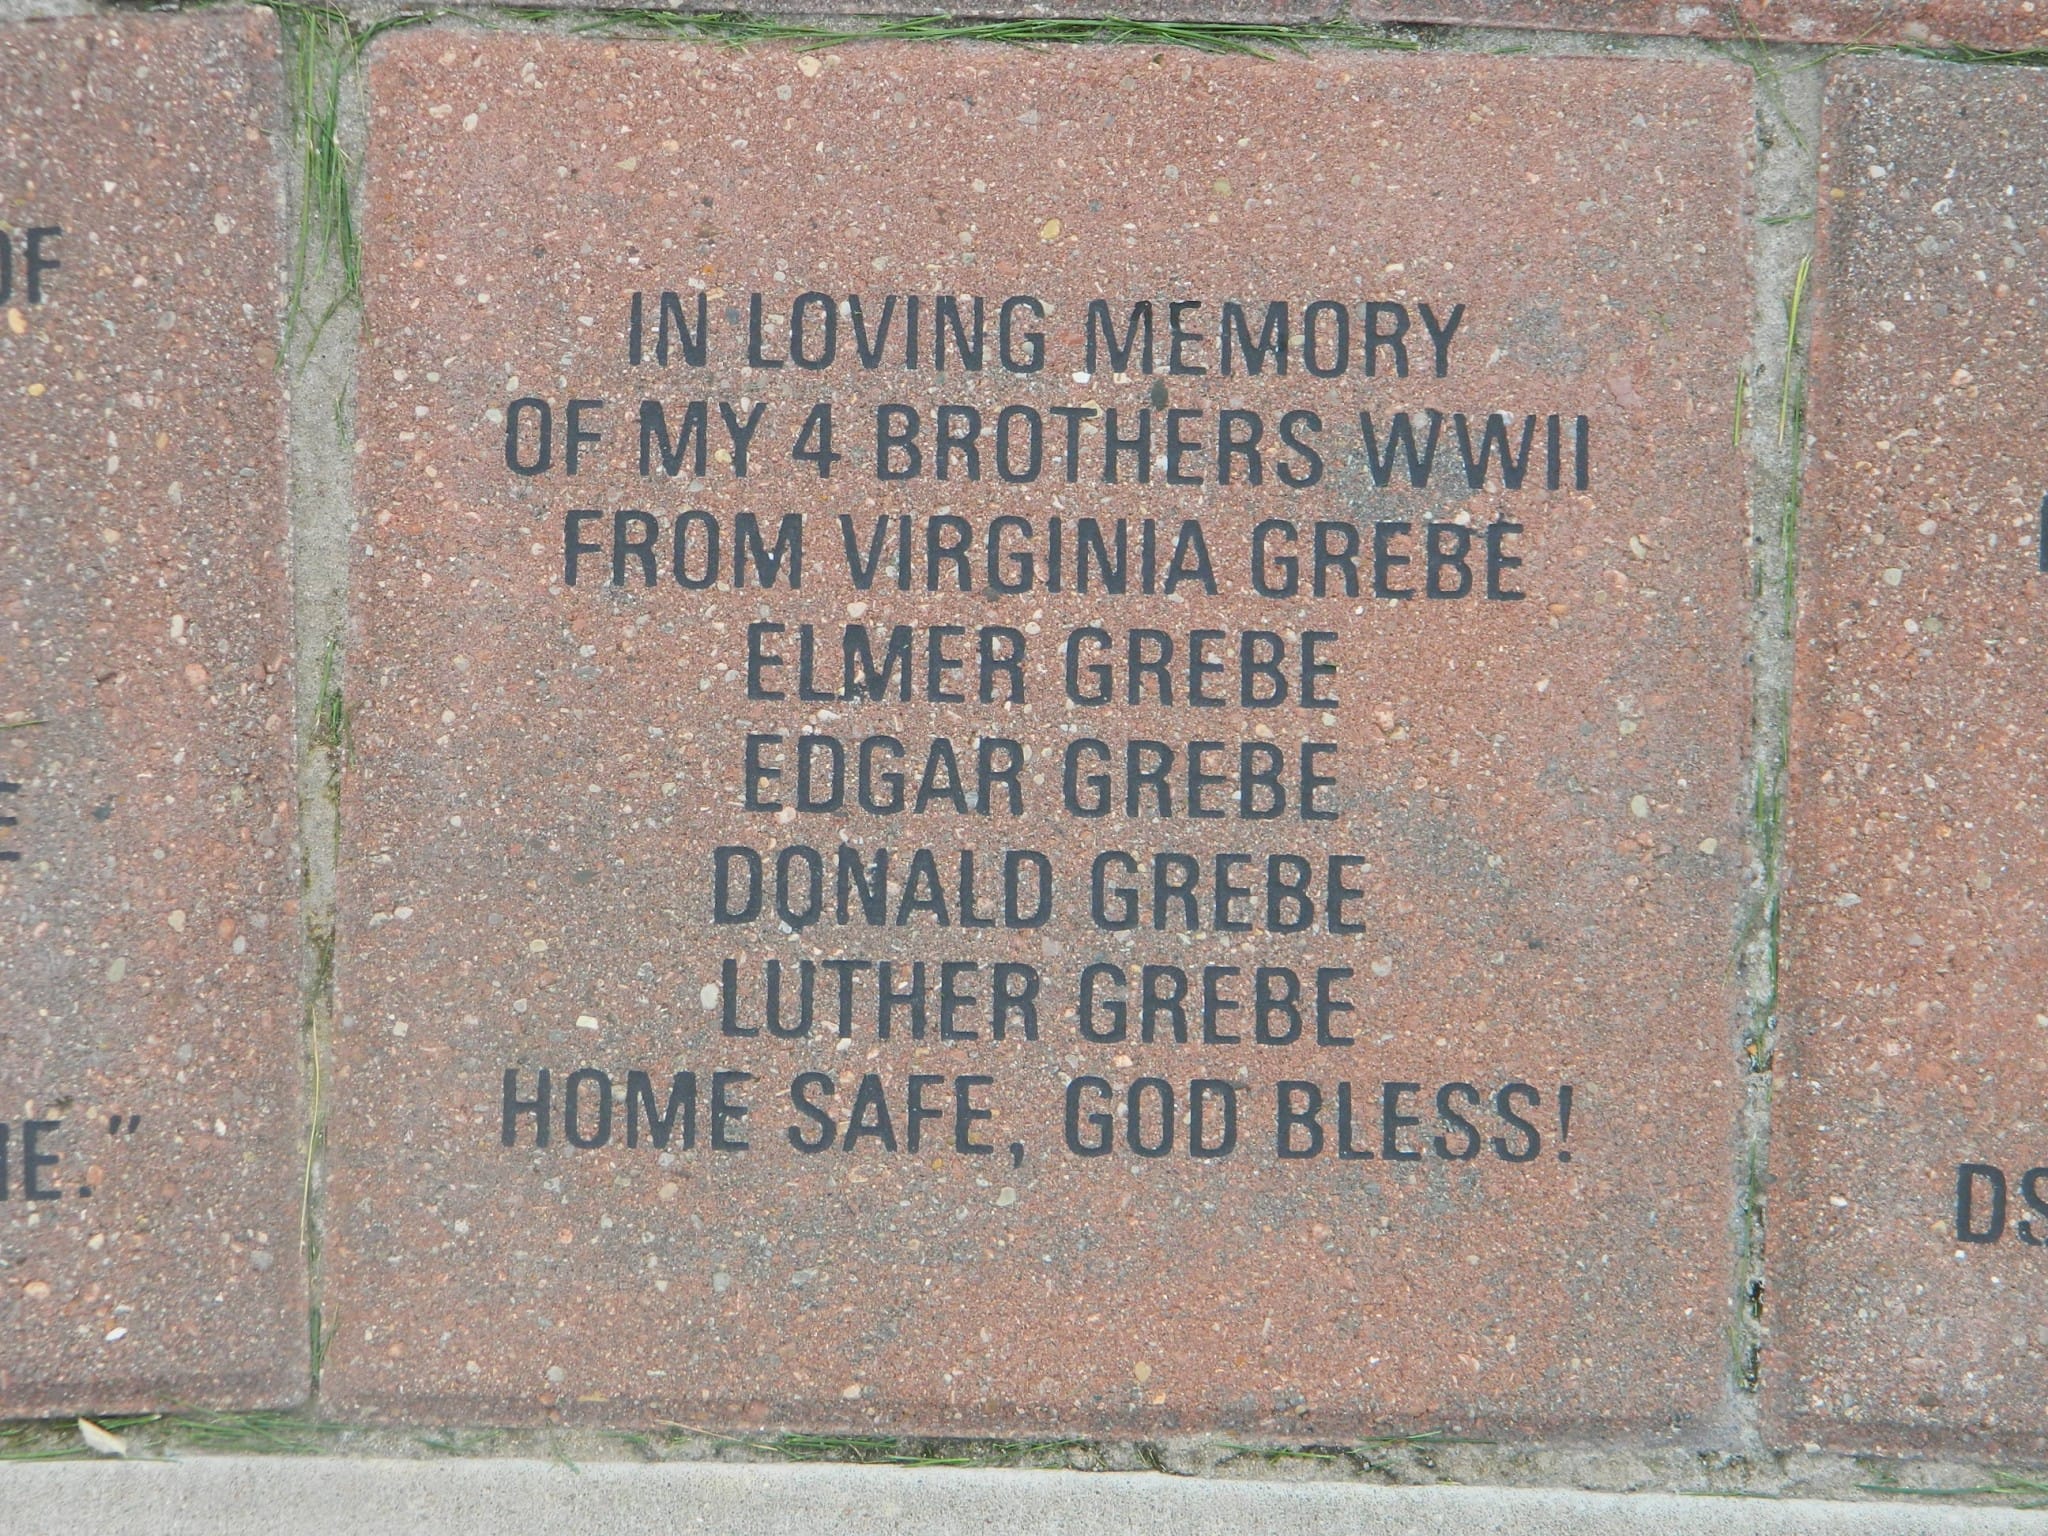 IN LOVING MEMORY
OF MY 4 BROTHERS WWII
FROM VIRGINIA GREBE
ELMER GREBE
EDGAR GREBE
DONALD GREBE
LUTHER GREBE
HOME SAFE, GOD BLESS!
OF